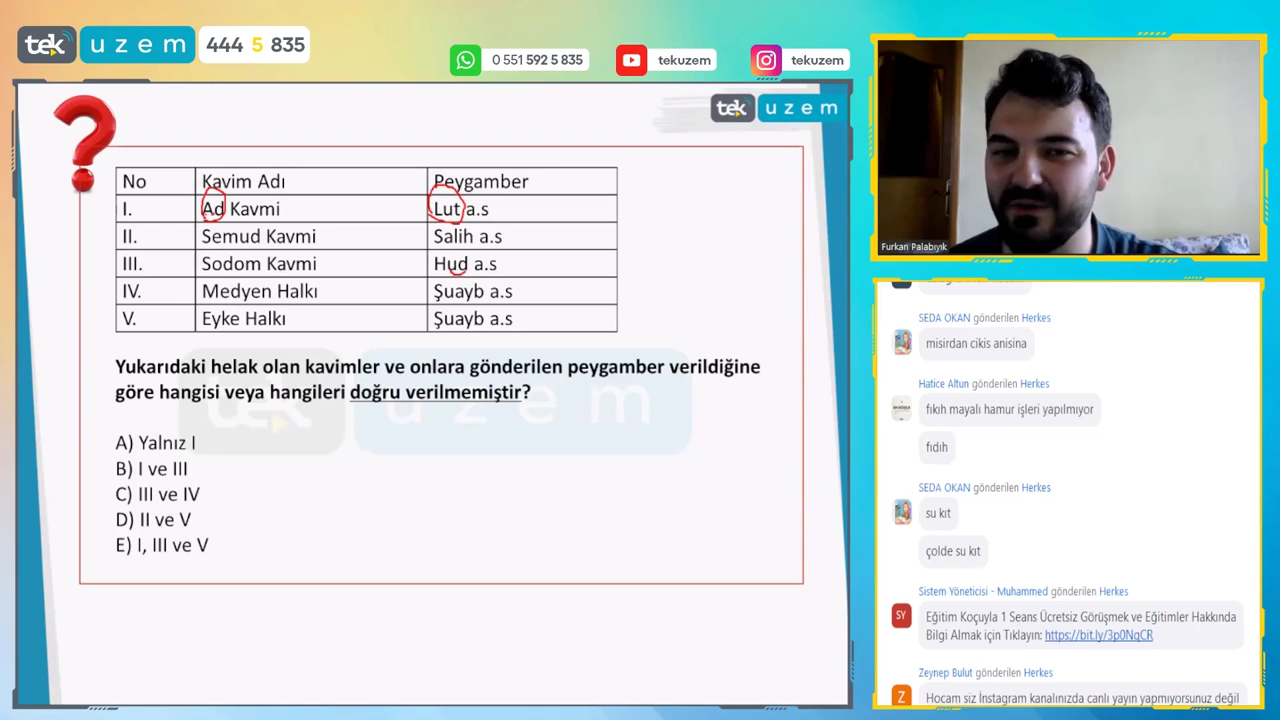 tek
uzem
444 5 835
0 551 592 5 835
tekuzem
tekuzem
tek
uzem
No Kavim Adı Peygamber
I. Ad Kavmi Lut a.s
II. Semud Kavmi Salih a.s
III. Sodom Kavmi Hud a.s
IV. Medyen Halkı Şuayb a.s
V. Eyke Halkı Şuayb a.s
Yukarıdaki helak olan kavimler ve onlara gönderilen peygamber verildiğine
göre hangisi veya hangileri doğru verilmemiştir?
tek uzem
A) Yalnız I
B) I ve III
C) III ve IV
D) II ve V
E) I, III ve V
Furkan Palabıyık
SEDA OKAN gönderilen Herkes
misirdan cikis anisina
Hatice Altun gönderilen Herkes
fıkıh mayalı hamur işleri yapılmıyor
fıdıh
SEDA OKAN gönderilen Herkes
su kıt
çolde su kıt
Sistem Yöneticisi - Muhammed gönderilen Herkes
SY
Eğitim Koçuyla 1 Seans Ücretsiz Görüşmek ve Eğitimler Hakkında
Bilgi Almak için Tıklayın: https://bit.ly/3p0NqCR
Zeynep Bulut gönderilen Herkes
Z
Hocam siz İnstagram kanalınızda canlı yayın yapmıyorsunuz değil